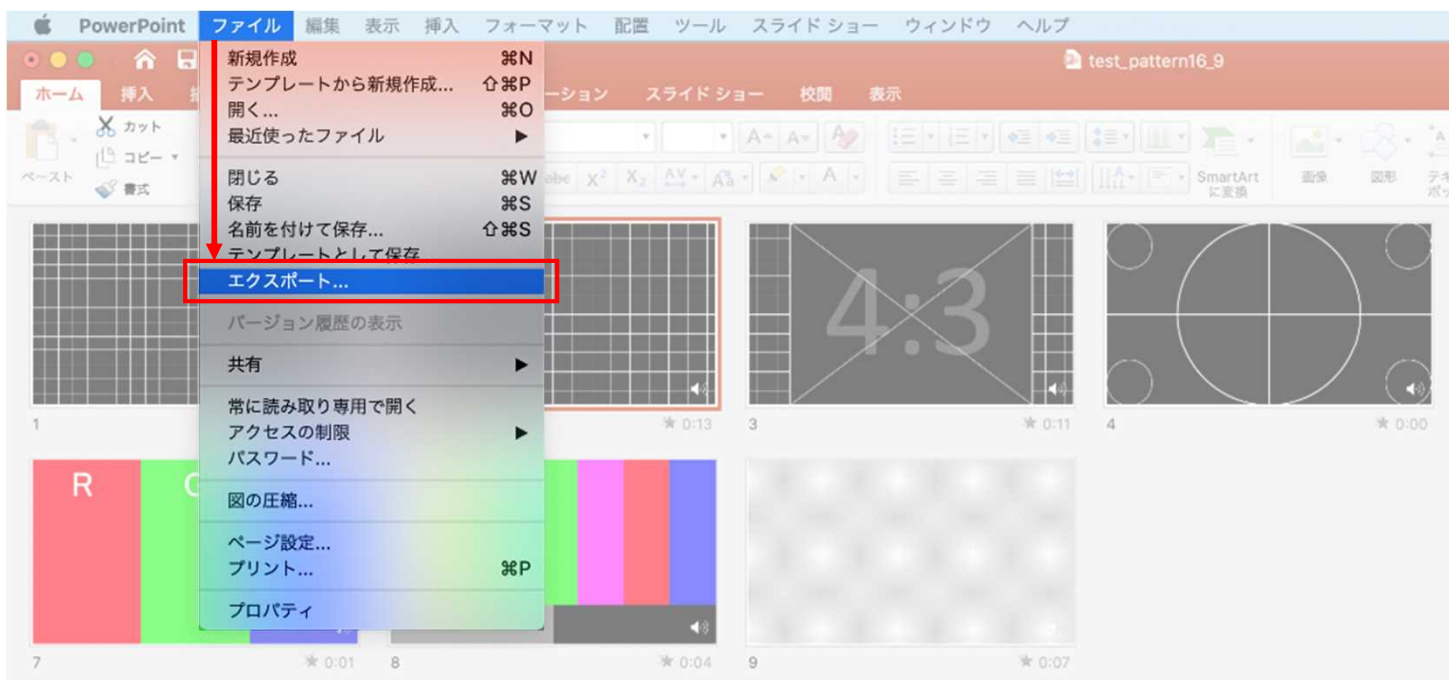 PowerPoint ファイル 編集 表示 挿入 フォーマット 配置 ツール スライド ショー ウィンドウ ヘルプ
test_pattern16_9
ホーム 挿入 ーション スライド ショー 校閲 表示
新規作成 ⌘N
テンプレートから新規作成... ⇧⌘P
開く... ⌘O
最近使ったファイル ▶
閉じる ⌘W
保存 ⌘S
名前を付けて保存... ⇧⌘S
テンプレートとして保存
エクスポート...
バージョン履歴の表示
共有 ▶
常に読み取り専用で開く
アクセスの制限 ▶
パスワード...
図の圧縮...
ページ設定...
プリント... ⌘P
プロパティ
カット
コピー
ペースト
書式
abc X² X₂ AV Aa A
SmartArt
に変換
画像
図形
4:3
1
0:13
3
0:11
4
0:00
R
7
0:01
8
0:04
9
0:07